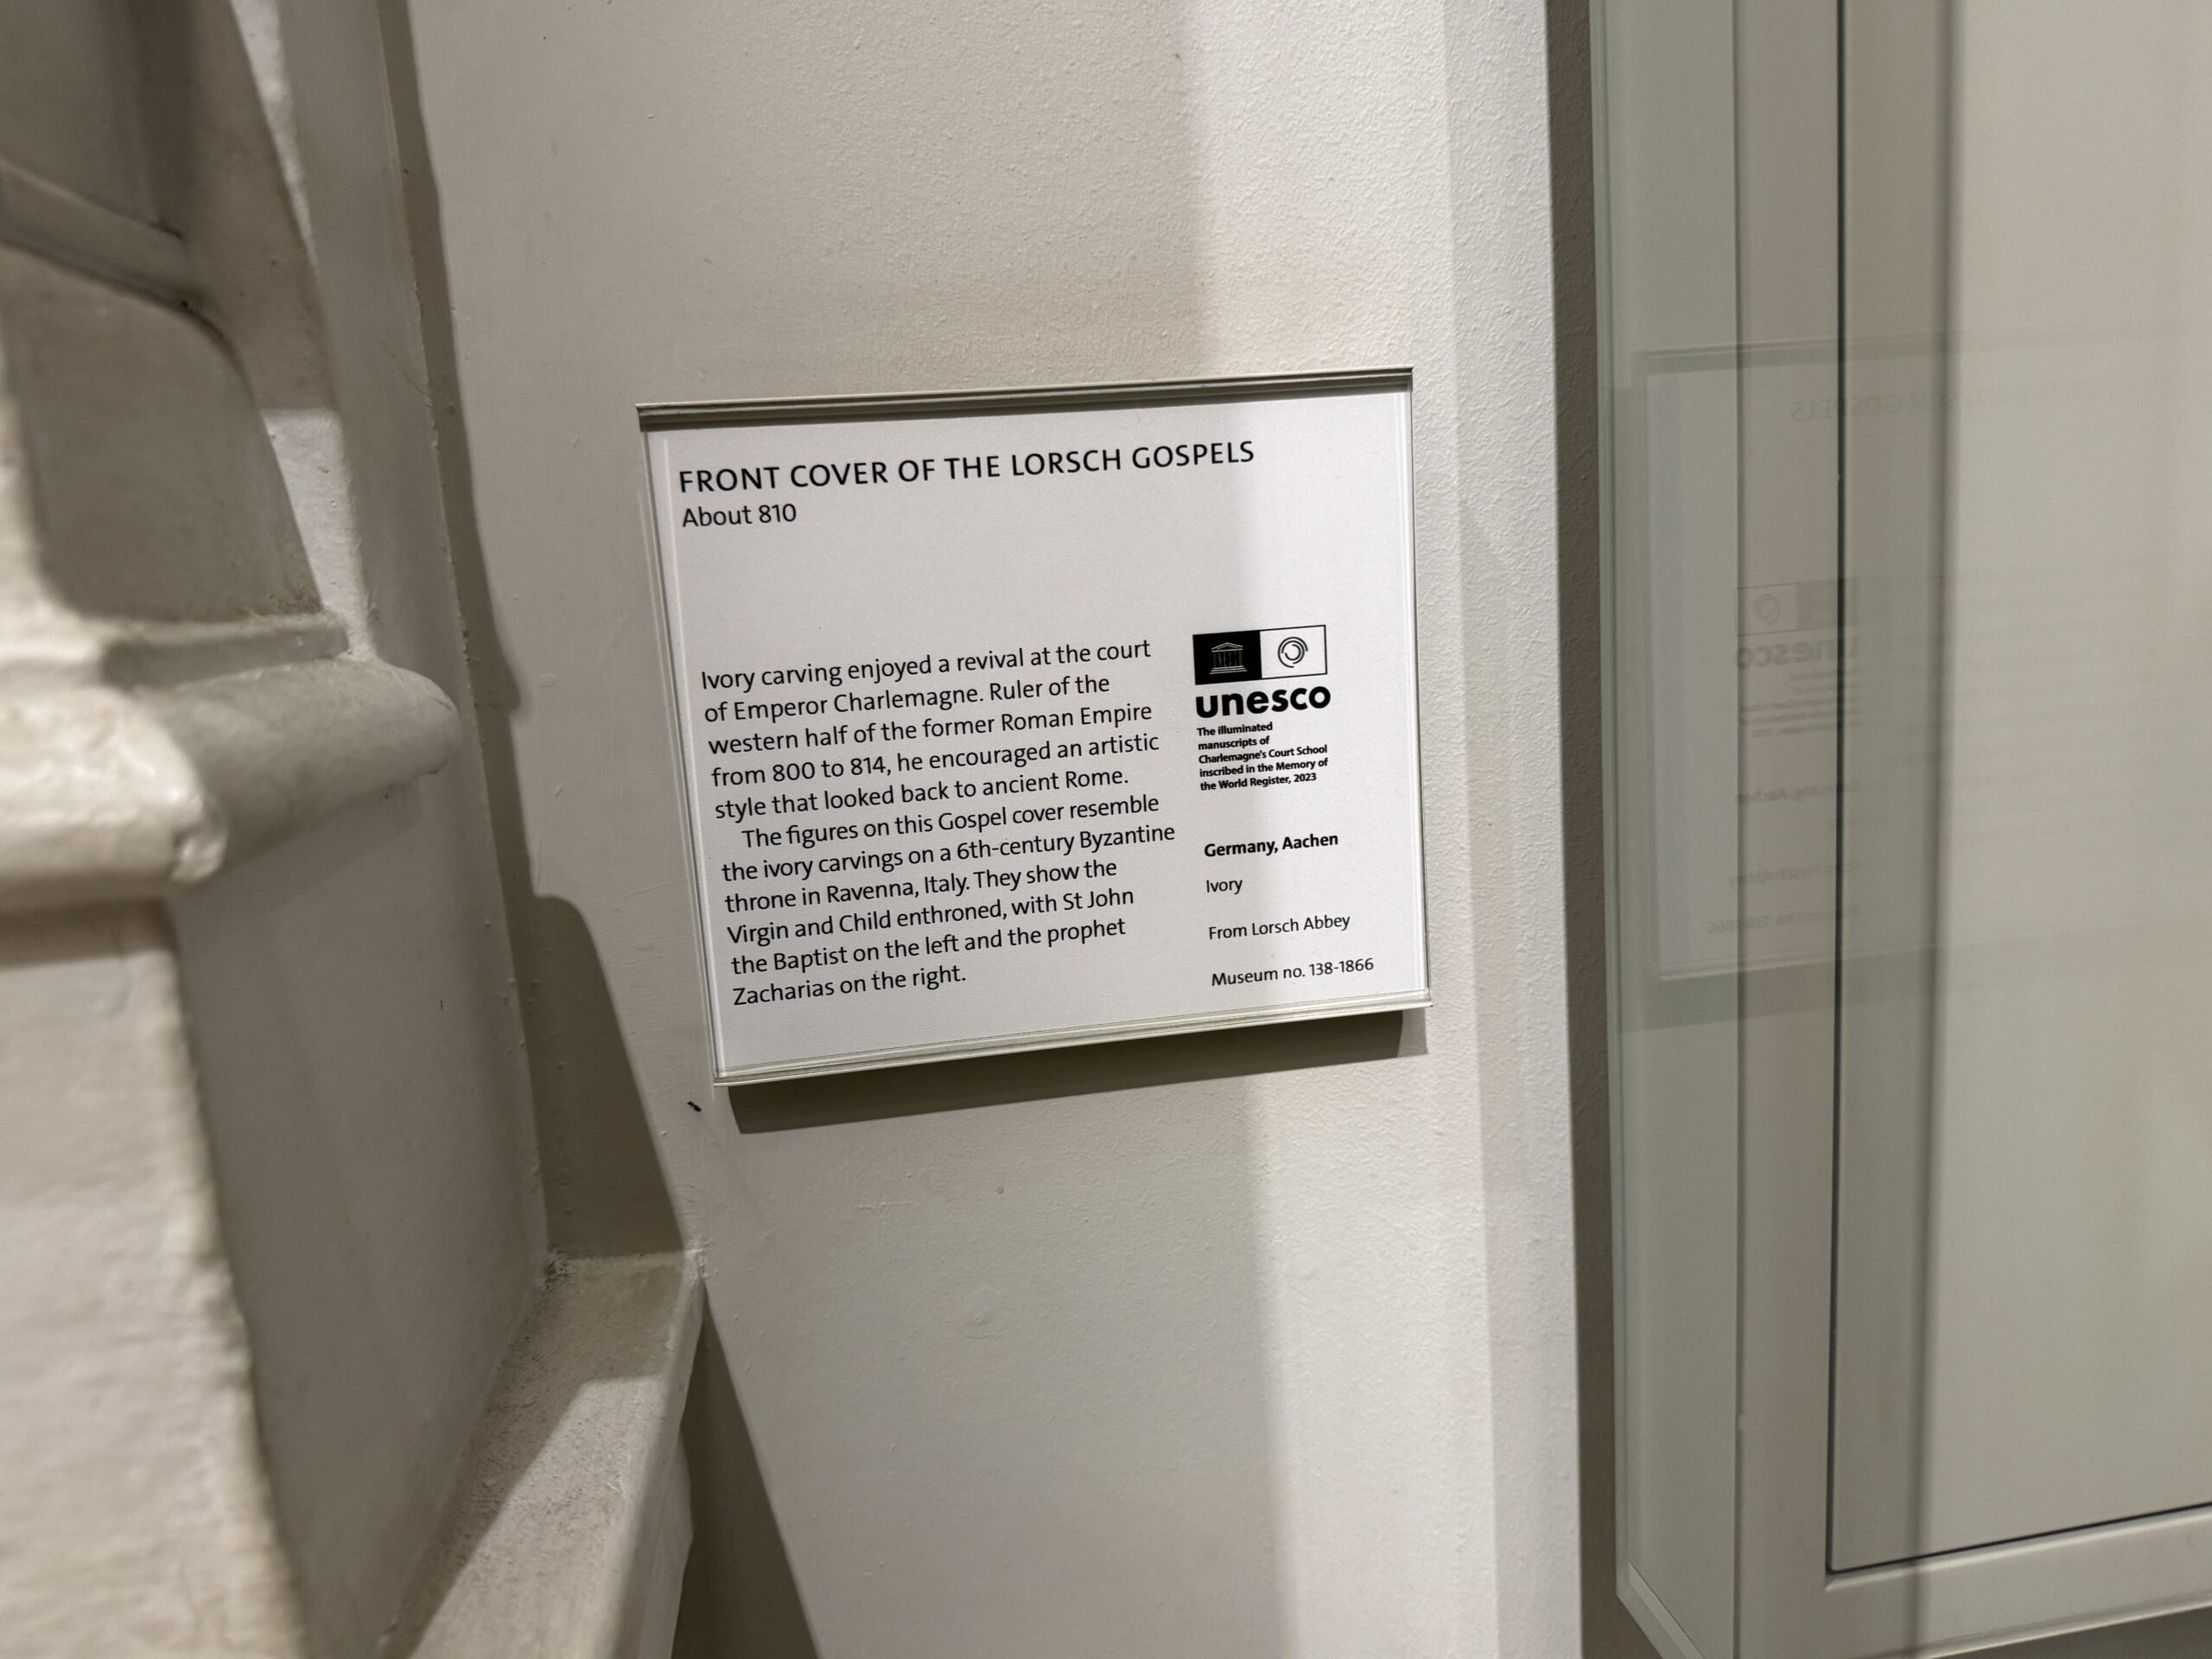 FRONT COVER OF THE LORSCH GOSPELS
About 810
Ivory carving enjoyed a revival at the court
of Emperor Charlemagne. Ruler of the
western half of the former Roman Empire
from 800 to 814, he encouraged an artistic
style that looked back to ancient Rome.
The figures on this Gospel cover resemble
the ivory carvings on a 6th-century Byzantine
throne in Ravenna, Italy. They show the
Virgin and Child enthroned, with St John
the Baptist on the left and the prophet
Zacharias on the right.
unesco
The illuminated
manuscripts of
Charlemagne's Court School
inscribed in the Memory of
the World Register, 2023
Germany, Aachen
Ivory
From Lorsch Abbey
Museum no. 138-1866